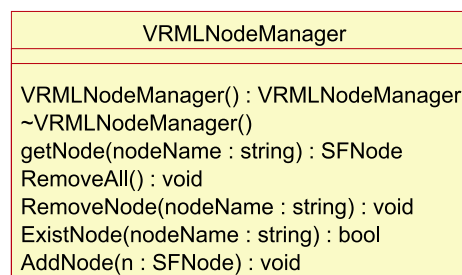 VRMLNodeManager
VRMLNodeManager() : VRMLNodeManager
~VRMLNodeManager()
getNode(nodeName : string) : SFNode
RemoveAll() : void
RemoveNode(nodeName : string) : void
ExistNode(nodeName : string) : bool
AddNode(n : SFNode) : void